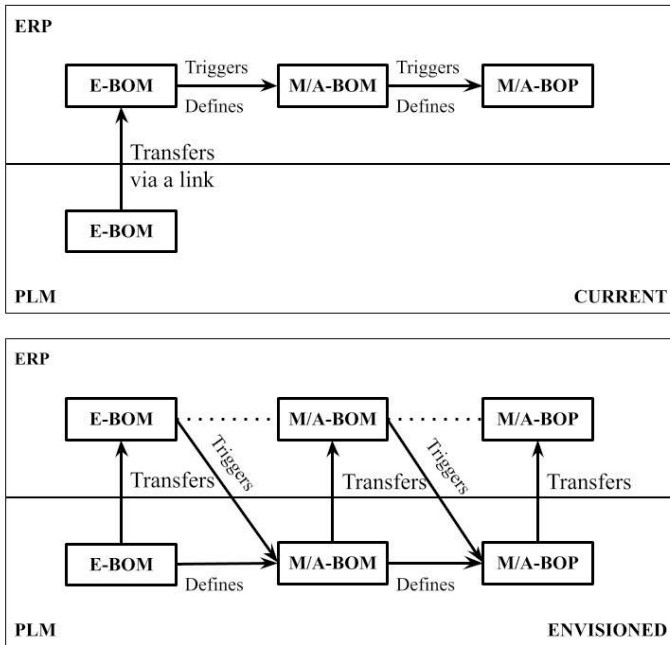 ERP
Triggers
Triggers
E-BOM
M/A-BOM
M/A-BOP
Defines
Defines
Transfers
via a link
E-BOM
PLM
CURRENT
ERP
E-BOM
M/A-BOM
M/A-BOP
Triggers
Triggers
Transfers
Transfers
Transfers
E-BOM
M/A-BOM
M/A-BOP
Defines
Defines
PLM
ENVISIONED